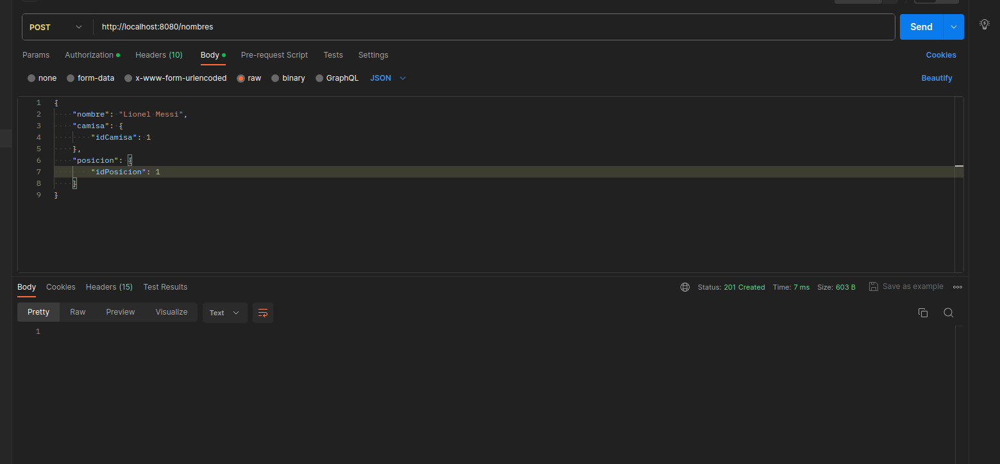 POST http://localhost:8080/nombres Send
Params Authorization Headers (10) Body Pre-request Script Tests Settings Cookies
none form-data x-www-form-urlencoded raw binary GraphQL JSON Beautify
1 {
2 "nombre": "Lionel Messi",
3 "camisa": {
4 "idCamisa": 1
5 },
6 "posicion": {
7 "idPosicion": 1
8 }
9 }
Body Cookies Headers (15) Test Results Status: 201 Created Time: 7 ms Size: 603 B Save as example
Pretty Raw Preview Visualize Text
1